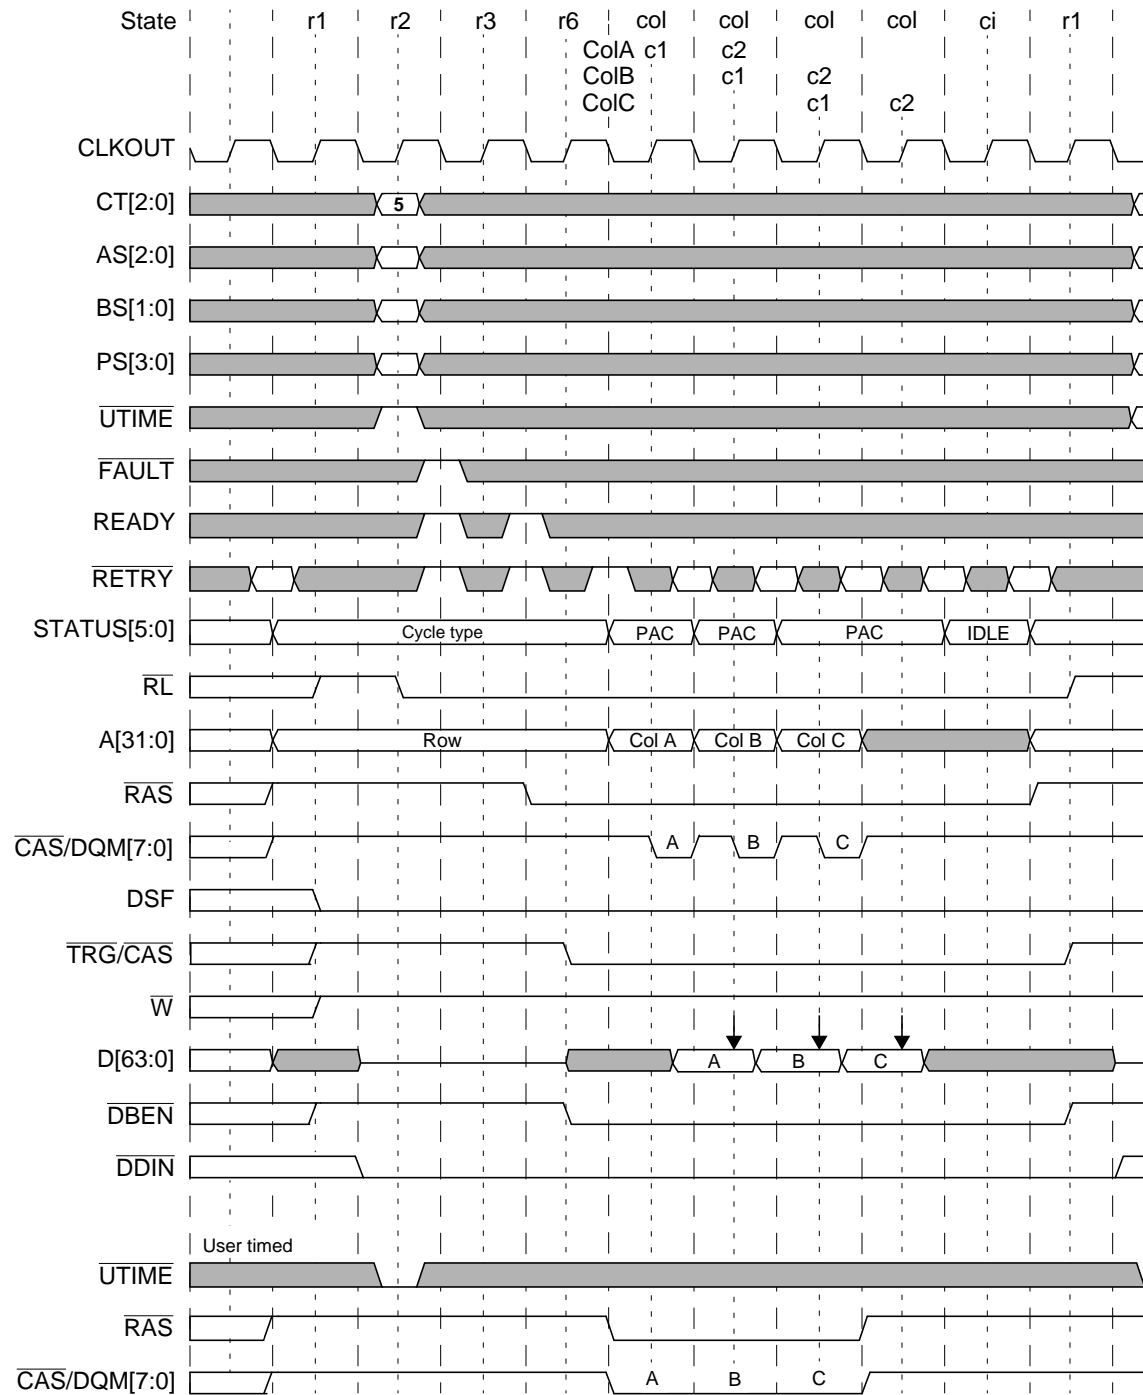 State r1 r2 r3 r6 col col col col ci r1
ColA c1 c2
ColB c1 c2
ColC c1 c2
CLKOUT
CT[2:0] 5
AS[2:0]
BS[1:0]
PS[3:0]
UTIME
FAULT
READY
RETRY
STATUS[5:0] Cycle type PAC PAC PAC IDLE
RL
A[31:0] Row Col A Col B Col C
RAS
CAS/DQM[7:0] A B C
DSF
TRG/CAS
W
D[63:0] A B C
DBEN
DDIN
User timed
UTIME
RAS
CAS/DQM[7:0] A B C